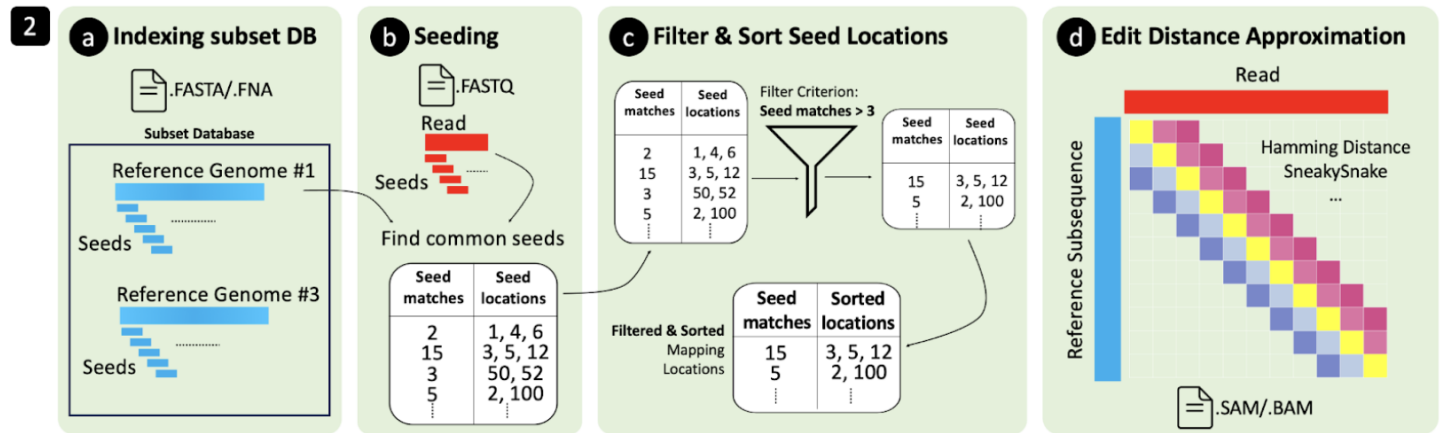 2
a Indexing subset DB
.FASTA/.FNA
Subset Database
Reference Genome #1
Seeds
Reference Genome #3
Seeds
b Seeding
.FASTQ
Read
Seeds
Find common seeds
Seed matches Seed locations
2 1, 4, 6
15 3, 5, 12
3 50, 52
5 2, 100
c Filter & Sort Seed Locations
Seed matches Seed locations
2 1, 4, 6
15 3, 5, 12
3 50, 52
5 2, 100
Filter Criterion:
Seed matches > 3
Seed matches Seed locations
15 3, 5, 12
5 2, 100
Filtered & Sorted
Mapping
Locations
Seed matches Sorted locations
15 3, 5, 12
5 2, 100
d Edit Distance Approximation
Read
Reference Subsequence
Hamming Distance
SneakySnake
...
.SAM/.BAM